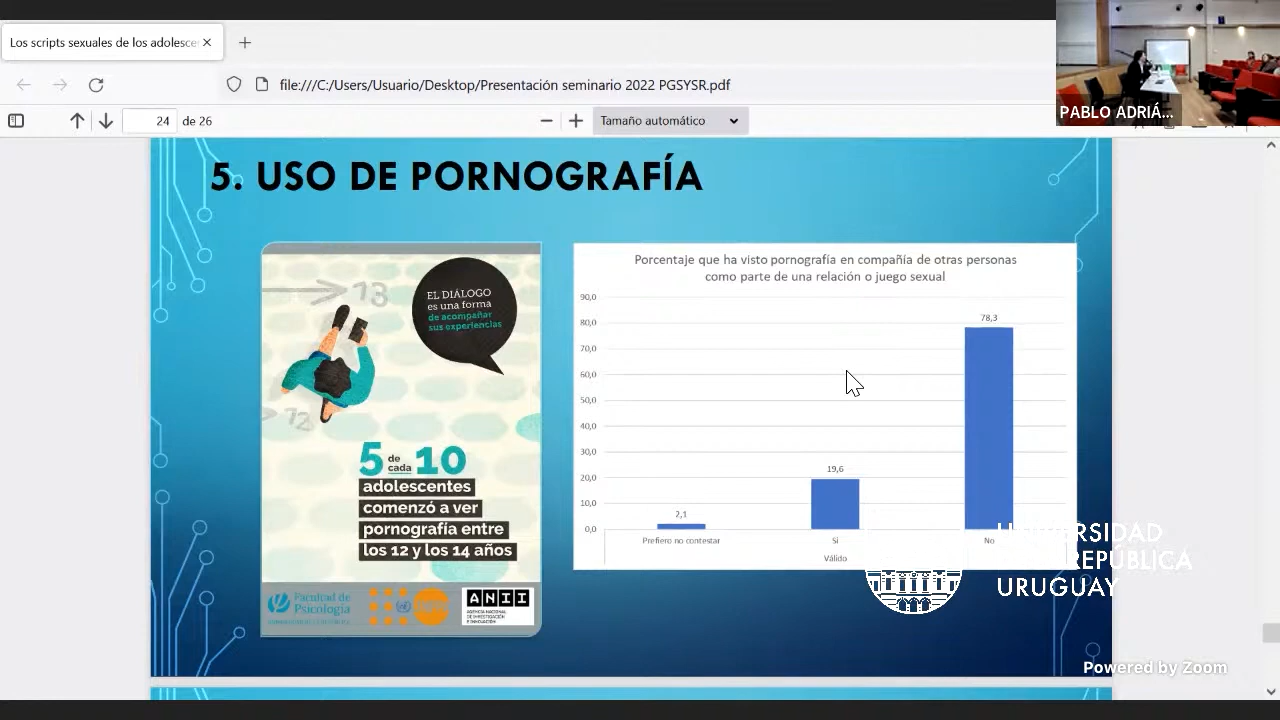 Los scripts sexuales de los adolesce
file:///C:/Users/Usuario/Desktop/Presentación seminario 2022 PGSYSR.pdf
PABLO ADRIÁ...
24 de 26
Tamaño automático
5. USO DE PORNOGRAFÍA
13
EL DIÁLOGO
es una forma
de acompañar
sus experiencias
12
5 de cada 10
adolescentes
comenzó a ver
pornografía entre
los 12 y los 14 años
Facultad de
Psicología
ANII
AGENCIA NACIONAL
DE INVESTIGACIÓN
E INNOVACIÓN
Porcentaje que ha visto pornografía en compañía de otras personas
como parte de una relación o juego sexual
90,0
80,0
70,0
60,0
50,0
40,0
30,0
20,0
10,0
0,0
2,1
19,6
78,3
Prefiero no contestar
Sí
No
Válido
UNIVERSIDAD
REPÚBLICA
URUGUAY
Powered by Zoom